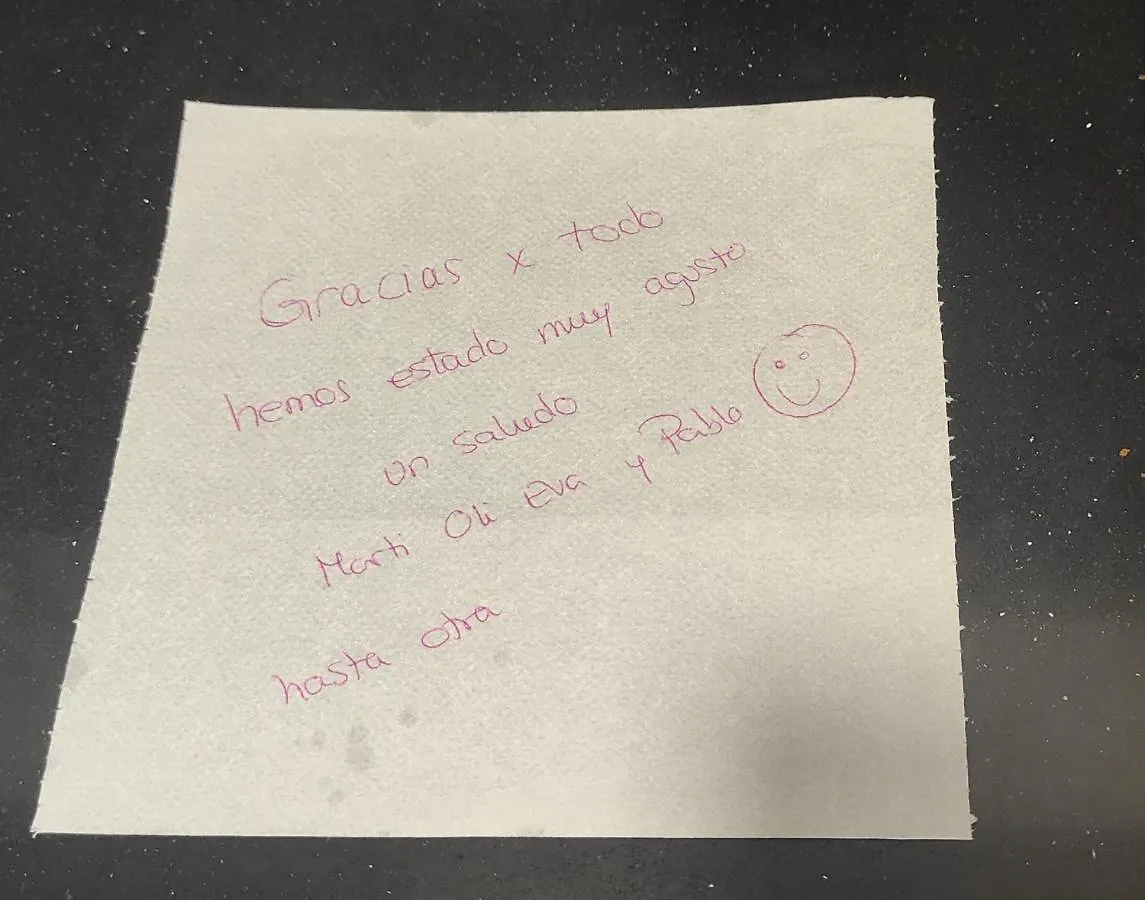 Gracias x todo
hemos estado muy agusto
un saludo
Marti Oli Eva y Pablo
hasta otra